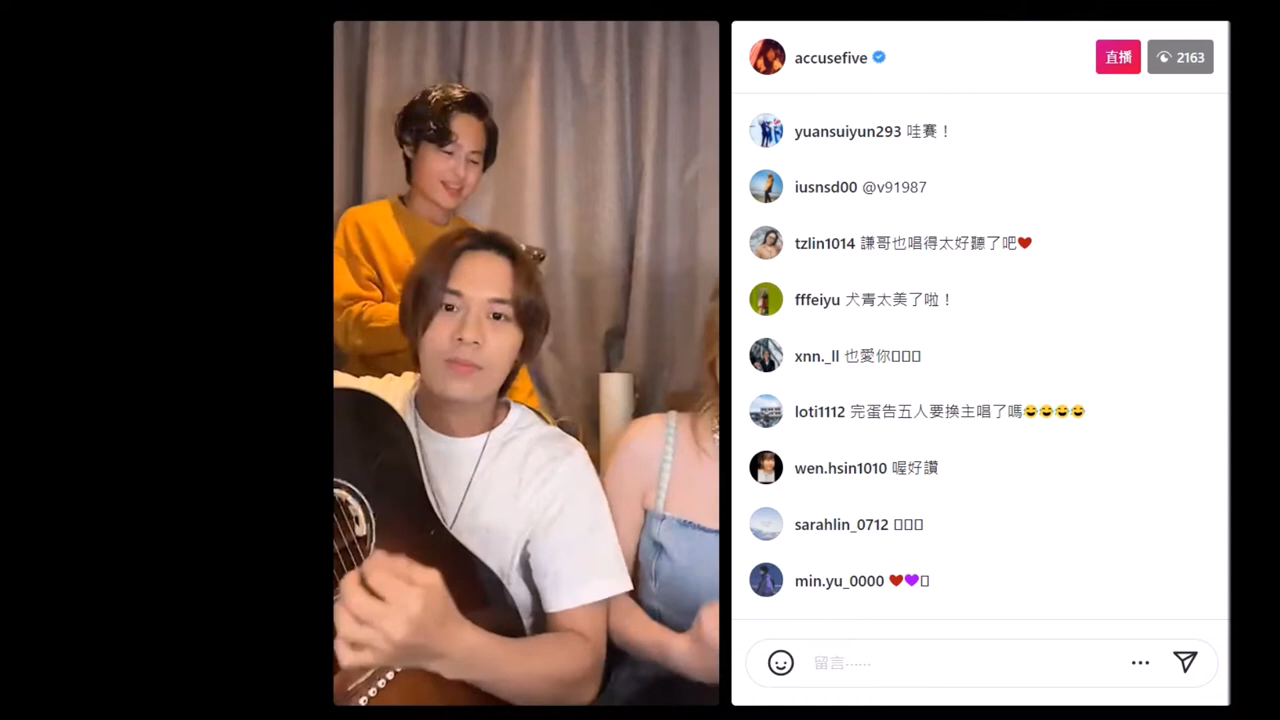 accusefive
直播
2163
yuansuiyun293 哇賽！
iusnsd00 @v91987
tzlin1014 謙哥也唱得太好聽了吧❤
fffeiyu 犬青太美了啦！
xnn._ll 也愛你▯▯▯
loti1112 完蛋告五人要換主唱了嗎😂😂😂😂
wen.hsin1010 喔好讚
sarahlin_0712 ▯▯▯
min.yu_0000 ❤💜▯
留言......